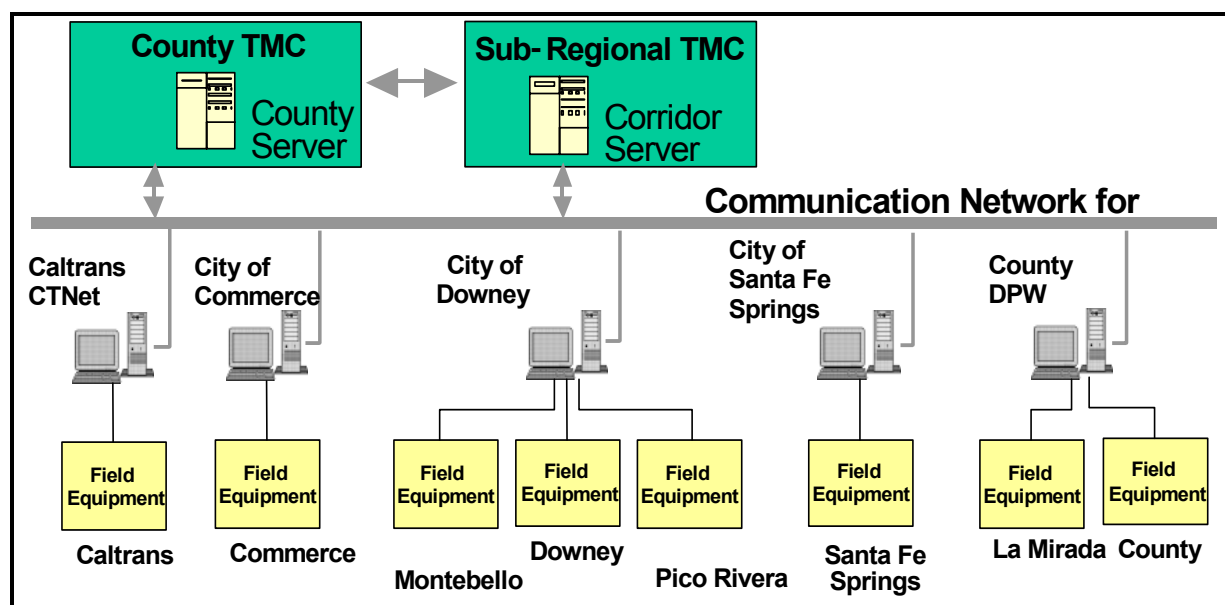 County TMC
County
Server
Sub- Regional TMC
Corridor
Server
Communication Network for
Caltrans
CTNet
City of
Commerce
City of
Downey
City of
Santa Fe
Springs
County
DPW
Field
Equipment
Field
Equipment
Field
Equipment
Field
Equipment
Field
Equipment
Field
Equipment
Field
Equipment
Field
Equipment
Caltrans
Commerce
Montebello
Downey
Pico Rivera
Santa Fe
Springs
La Mirada
County